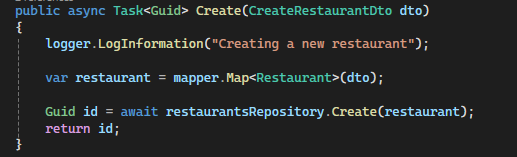 public async Task<Guid> Create(CreateRestaurantDto dto)
{
    logger.LogInformation("Creating a new restaurant");
    var restaurant = mapper.Map<Restaurant>(dto);
    Guid id = await restaurantsRepository.Create(restaurant);
    return id;
}